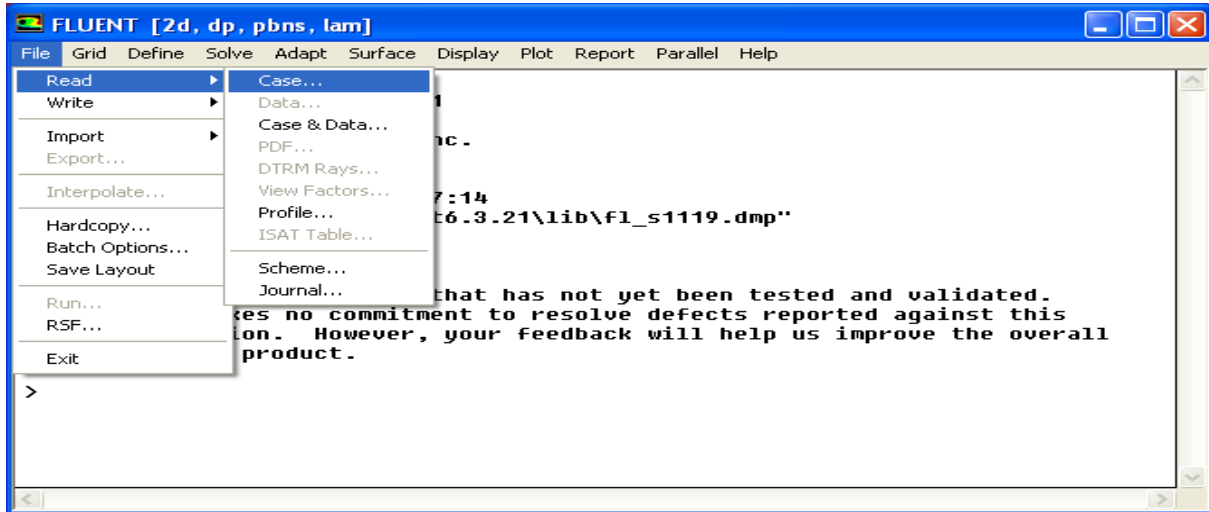 FLUENT [2d, dp, pbns, lam]
File Grid Define Solve Adapt Surface Display Plot Report Parallel Help
Read
Write
Import
Export...
Interpolate...
Hardcopy...
Batch Options...
Save Layout
Run...
RSF...
Exit
Case...
Data...
Case & Data...
PDF...
DTRM Rays...
View Factors...
Profile...
ISAT Table...
Scheme...
Journal...
1
nc.
7:14
t6.3.21\lib\fl_s1119.dmp"
that has not yet been tested and validated.
kes no commitment to resolve defects reported against this
ion. However, your feedback will help us improve the overall
product.
>